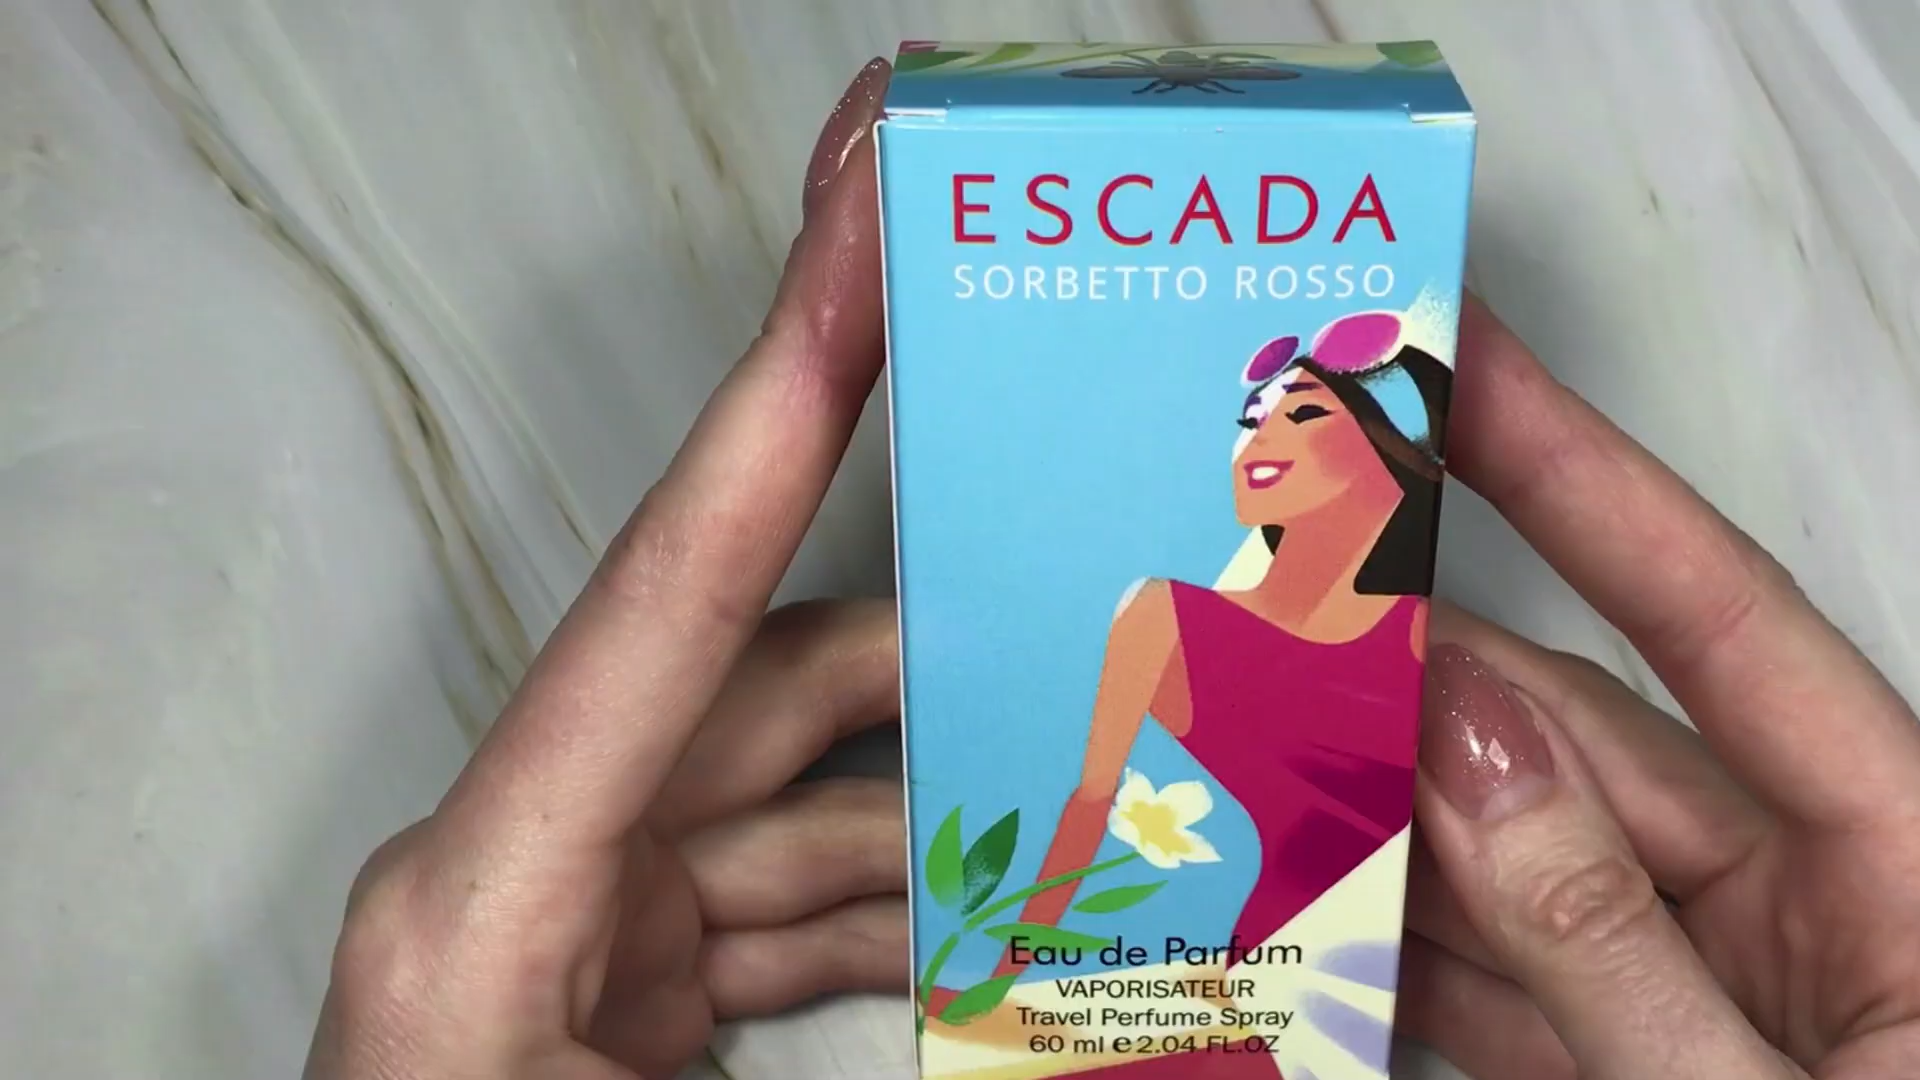 ESCADA
SORBETTO ROSSO
Eau de Parfum
VAPORISATEUR
Travel Perfume Spray
60 ml e 2.04 FL.OZ